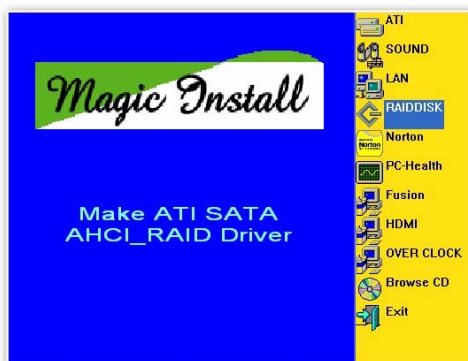 Magic Install
Make ATI SATA
AHCI_RAID Driver
ATI
SOUND
LAN
RAIDDISK
Norton
Norton
PC-Health
Fusion
HDMI
OVER CLOCK
Browse CD
Exit